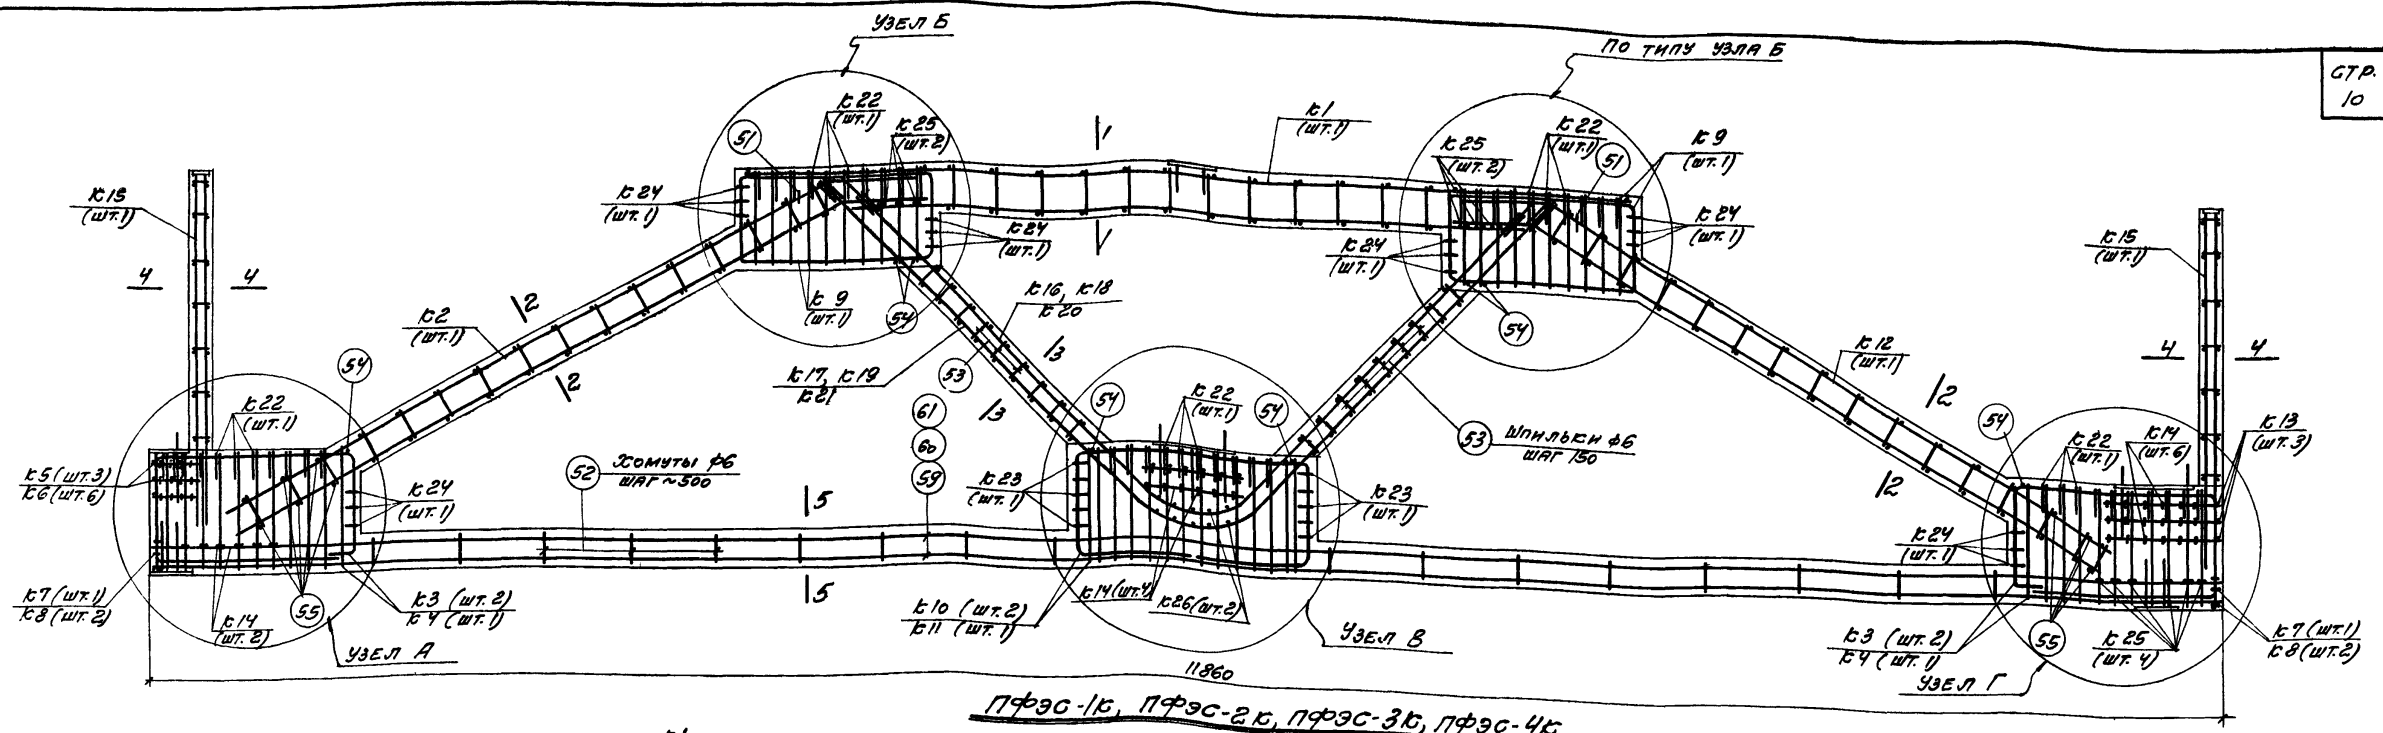 УЗЕЛ Б
ПО ТИПУ УЗЛА Б
СТР.
10
К22
(шт.1)
К25
(шт.2)
51
К1
(шт.1)
1
К25
(шт.2)
К22
(шт.1)
51
К9
(шт.1)
К15
(шт.1)
К24
(шт.1)
К24
(шт.1)
1
К24
(шт.1)
К24
(шт.1)
К15
(шт.1)
4
4
К9
(шт.1)
54
К16, К18
К20
54
К2
(шт.1)
2
2
54
3
3
53
К17, К19
К21
К12
(шт.1)
4
4
2
2
К22
(шт.1)
61
60
59
54
К22
(шт.1)
54
53
ШПИЛЬКИ ф6
ШАГ 150
54
К22
(шт.1)
К14
(шт.6)
К13
(шт.3)
К5 (шт.3)
К6 (шт.6)
К24
(шт.1)
52
ХОМУТЫ ф6
ШАГ ~500
5
5
К23
(шт.1)
К23
(шт.1)
К24
(шт.1)
К7 (шт.1)
К8 (шт.2)
К14
(шт.2)
55
К3 (шт.2)
К4 (шт.1)
К10 (шт.2)
К11 (шт.1)
К14 (шт.4)
К26 (шт.2)
К3 (шт.2)
К4 (шт.1)
55
К25
(шт.4)
К7 (шт.1)
К8 (шт.2)
УЗЕЛ А
УЗЕЛ В
УЗЕЛ Г
11860
ПФЭС-1К, ПФЭС-2К, ПФЭС-3К, ПФЭС-4К